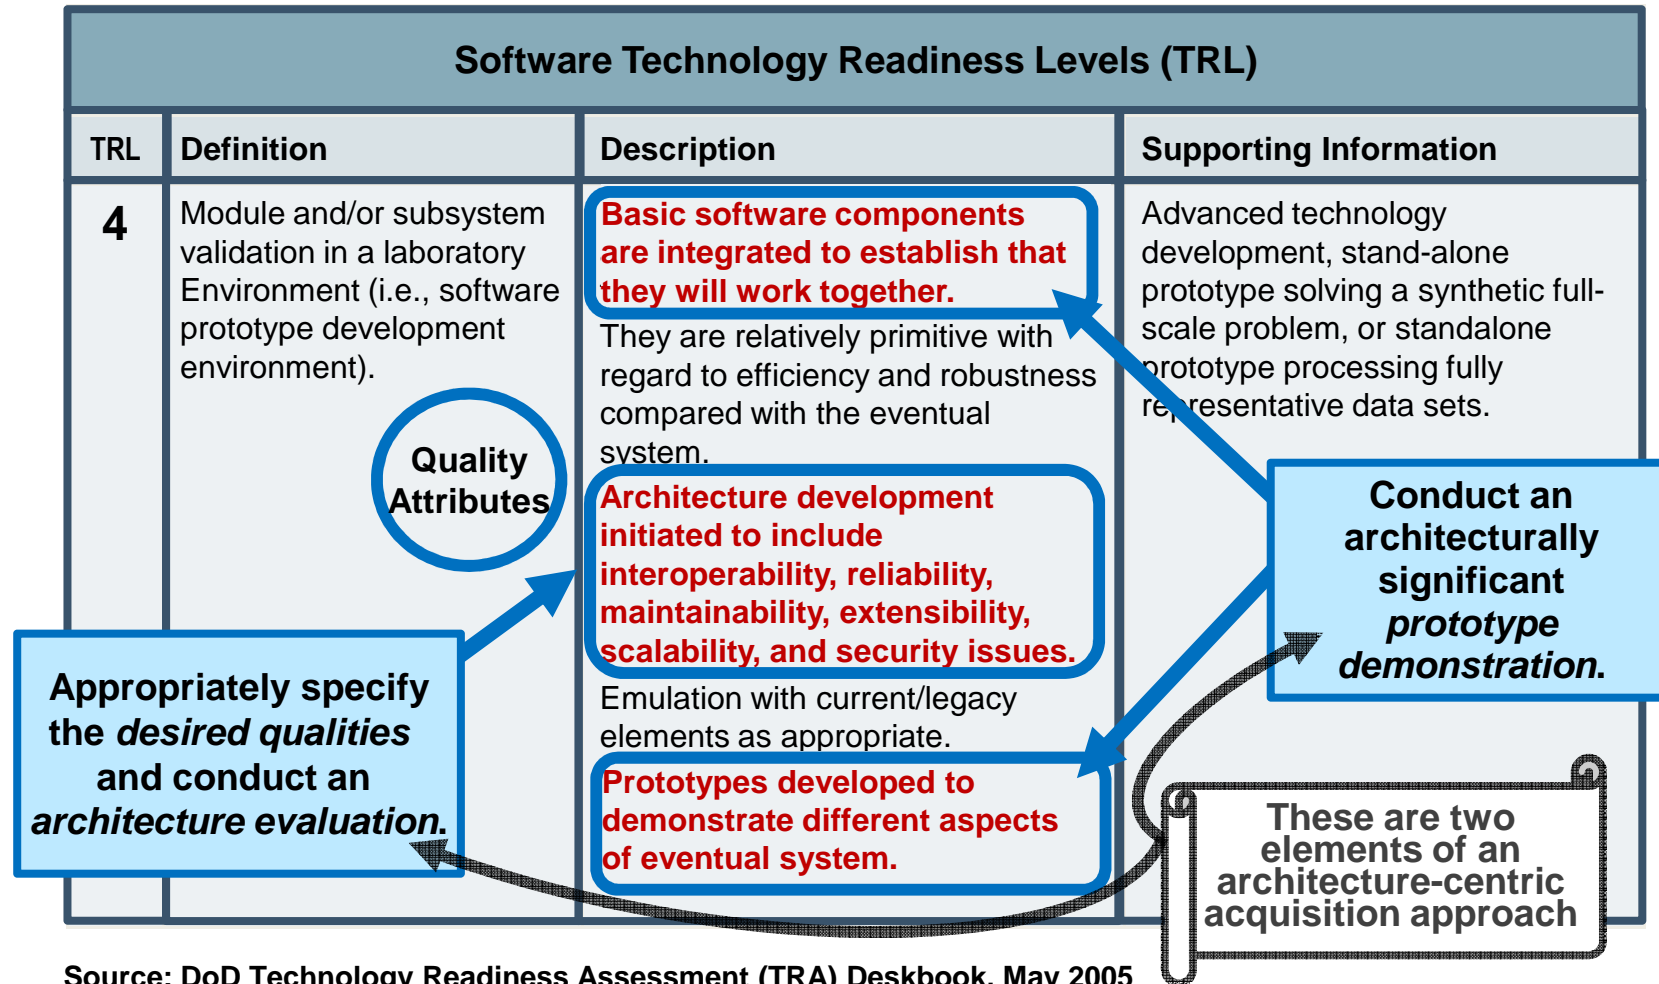 Software Technology Readiness Levels (TRL)
TRL
Definition
Description
Supporting Information
4
Module and/or subsystem
validation in a laboratory
Environment (i.e., software
prototype development
environment).
Basic software components
are integrated to establish that
they will work together.
They are relatively primitive with
regard to efficiency and robustness
compared with the eventual
system.
Architecture development
initiated to include
interoperability, reliability,
maintainability, extensibility,
scalability, and security issues.
Emulation with current/legacy
elements as appropriate.
Prototypes developed to
demonstrate different aspects
of eventual system.
Advanced technology
development, stand-alone
prototype solving a synthetic full-
scale problem, or standalone
prototype processing fully
representative data sets.
Quality
Attributes
Appropriately specify
the desired qualities
and conduct an
architecture evaluation.
Conduct an
architecturally
significant
prototype
demonstration.
These are two
elements of an
architecture-centric
acquisition approach
Source: DoD Technology Readiness Assessment (TRA) Deskbook, May 2005